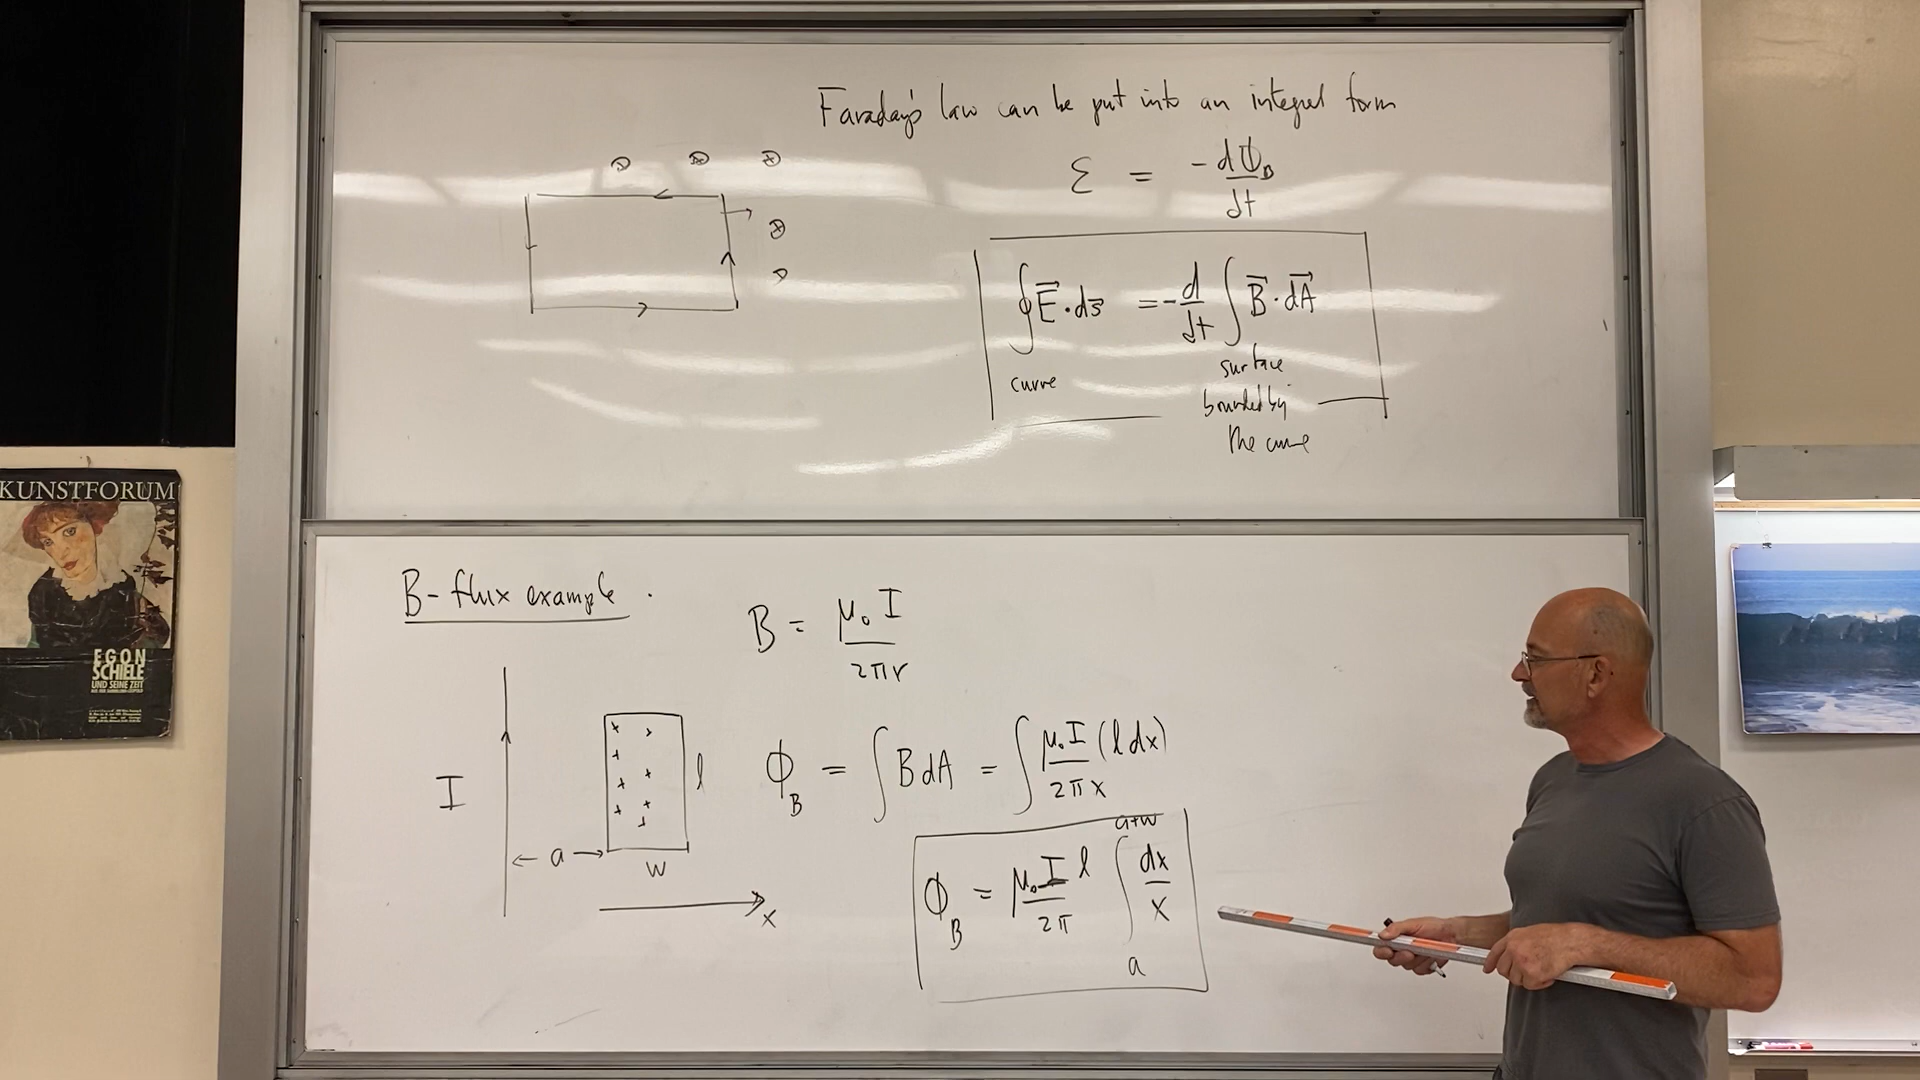 Faraday's law can be put into an integral form
ε = -dΦ_B/dt
∮ E⃗·ds⃗ = -d/dt ∫ B⃗·dA⃗
curve
surface
bounded by
the curve
B-flux example.
B = μ₀I/2πr
I
l
← a →
w
x
ϕ_B = ∫BdA = ∫ μ₀I/2πx (l dx)
ϕ_B = μ₀I l/2π ∫_a^{a+w} dx/x
KUNSTFORUM
EGON
SCHIELE
UND SEINE ZEIT